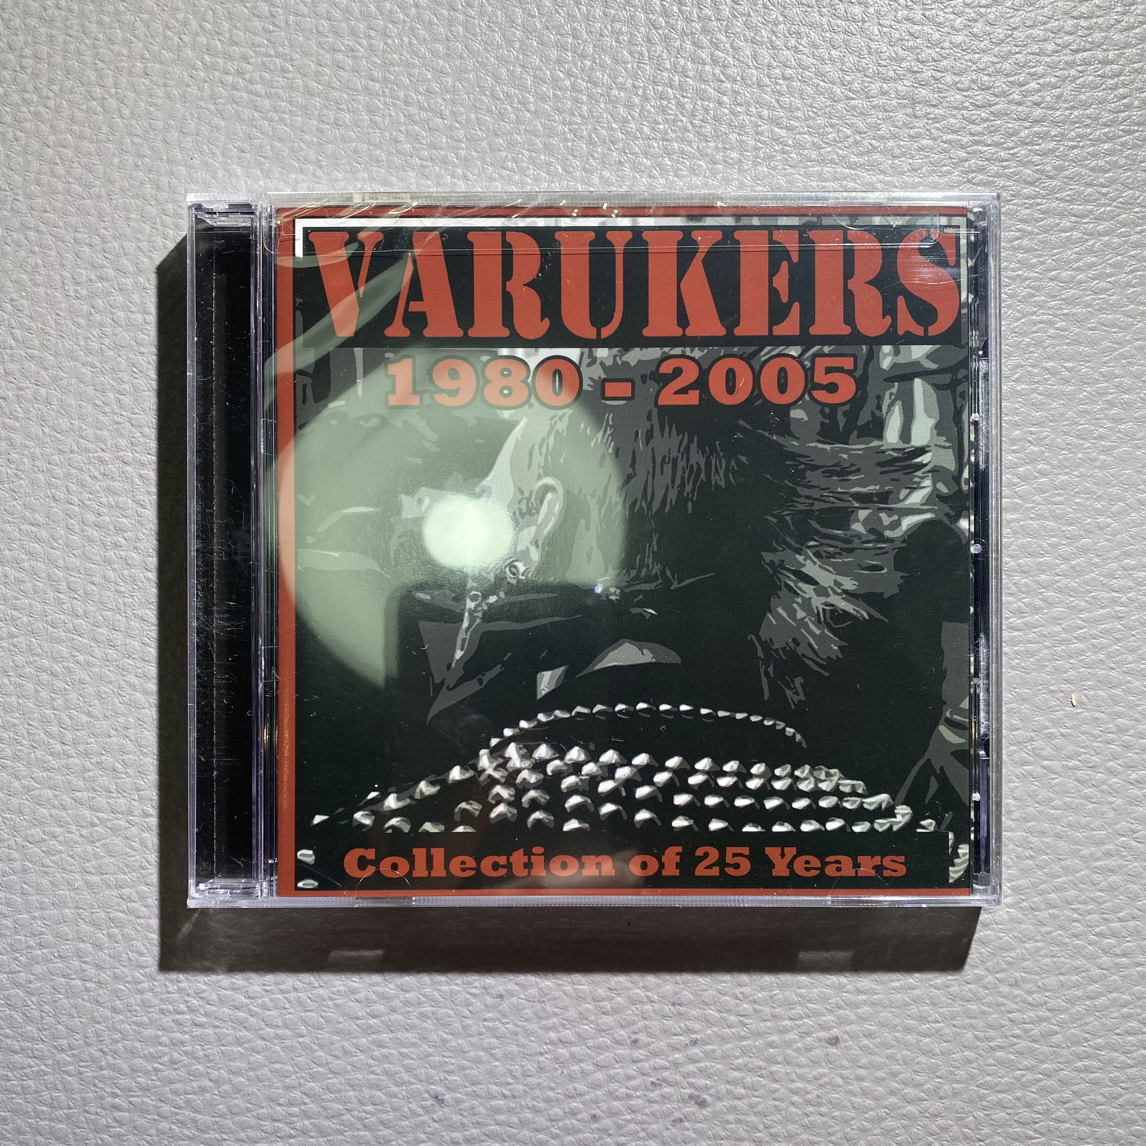 VARUKERS
1980 - 2005
Collection of 25 Years